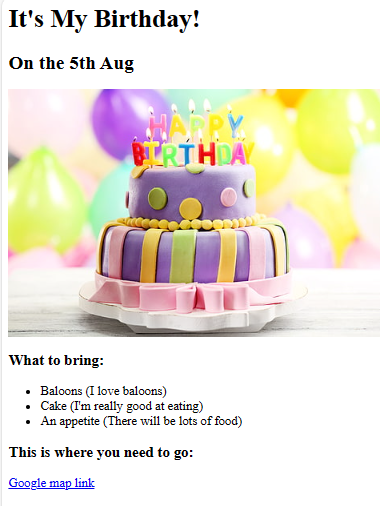 It's My Birthday!
On the 5th Aug
HAPPY
BIRTHDAY
What to bring:
Baloons (I love baloons)
Cake (I'm really good at eating)
An appetite (There will be lots of food)
This is where you need to go:
Google map link